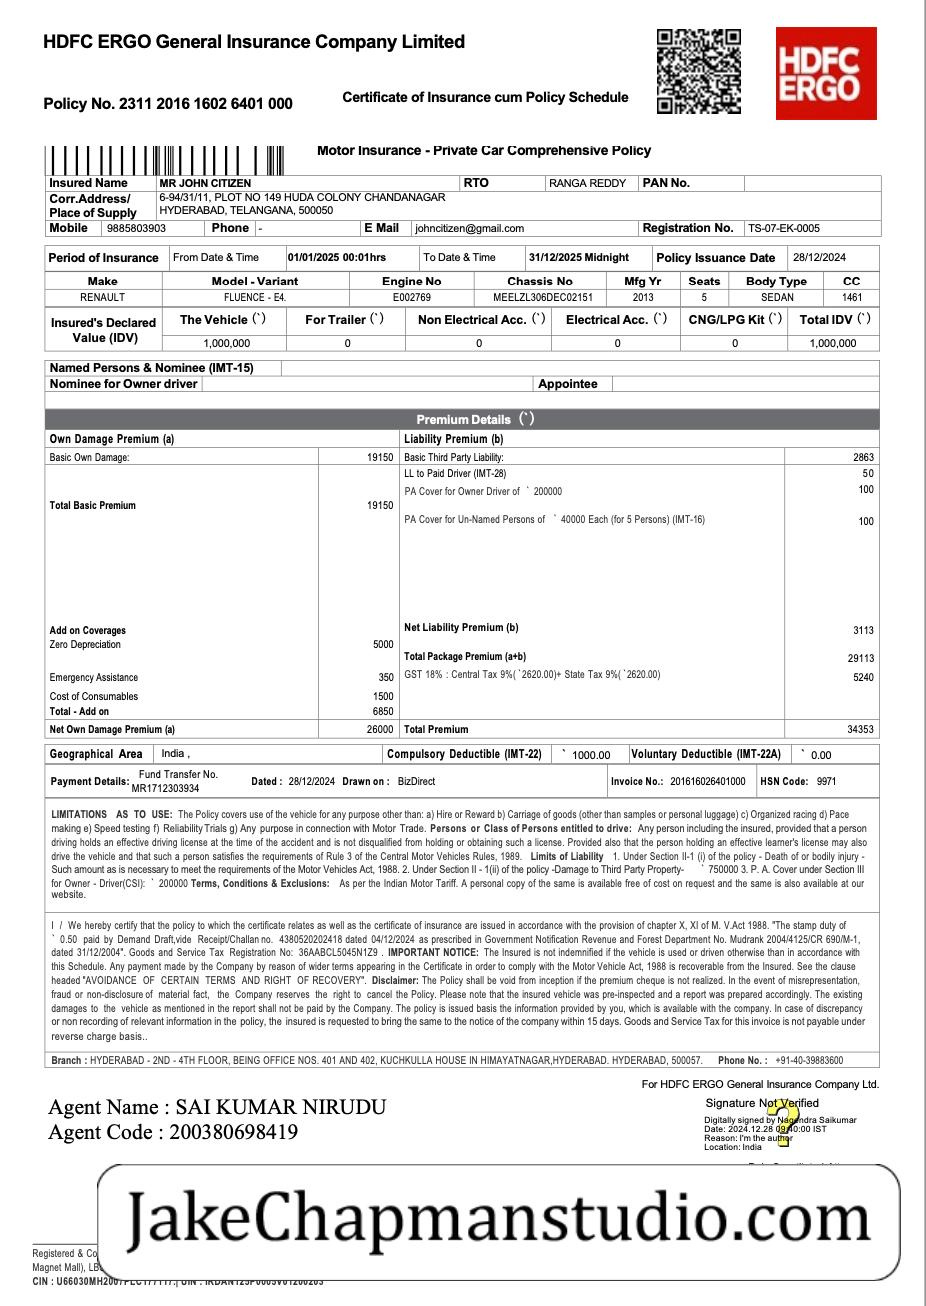 HDFC ERGO General Insurance Company Limited
HDFC
ERGO
Policy No. 2311 2016 1602 6401 000
Certificate of Insurance cum Policy Schedule
Motor Insurance - Private Car Comprehensive Policy
Insured Name MR JOHN CITIZEN RTO RANGA REDDY PAN No.
Corr.Address/ Place of Supply 6-94/31/11, PLOT NO 149 HUDA COLONY CHANDANAGAR
HYDERABAD, TELANGANA, 500050
Mobile 9885803903 Phone - E Mail johncitizen@gmail.com Registration No. TS-07-EK-0005
Period of Insurance From Date & Time 01/01/2025 00:01hrs To Date & Time 31/12/2025 Midnight Policy Issuance Date 28/12/2024
Make Model - Variant Engine No Chassis No Mfg Yr Seats Body Type CC
RENAULT FLUENCE - E4. E002769 MEELZL306DEC02151 2013 5 SEDAN 1461
Insured's Declared Value (IDV) The Vehicle (`) For Trailer (`) Non Electrical Acc. (`) Electrical Acc. (`) CNG/LPG Kit (`) Total IDV (`)
1,000,000 0 0 0 0 1,000,000
Named Persons & Nominee (IMT-15)
Nominee for Owner driver Appointee
Premium Details (`)
Own Damage Premium (a) Liability Premium (b)
Basic Own Damage: 19150 Basic Third Party Liability: 2863
LL to Paid Driver (IMT-28) 50
PA Cover for Owner Driver of ` 200000 100
Total Basic Premium 19150
PA Cover for Un-Named Persons of ` 40000 Each (for 5 Persons) (IMT-16) 100
Add on Coverages Net Liability Premium (b) 3113
Zero Depreciation 5000
Total Package Premium (a+b) 29113
Emergency Assistance 350 GST 18% : Central Tax 9%(`2620.00)+ State Tax 9%(`2620.00) 5240
Cost of Consumables 1500
Total - Add on 6850
Net Own Damage Premium (a) 26000 Total Premium 34353
Geographical Area India , Compulsory Deductible (IMT-22) ` 1000.00 Voluntary Deductible (IMT-22A) ` 0.00
Payment Details: Fund Transfer No. MR1712303934 Dated : 28/12/2024 Drawn on : BizDirect Invoice No.: 201616026401000 HSN Code: 9971
LIMITATIONS AS TO USE: The Policy covers use of the vehicle for any purpose other than: a) Hire or Reward b) Carriage of goods (other than samples or personal luggage) c) Organized racing d) Pace
making e) Speed testing f) Reliability Trials g) Any purpose in connection with Motor Trade. Persons or Class of Persons entitled to drive: Any person including the insured, provided that a person
driving holds an effective driving license at the time of the accident and is not disqualified from holding or obtaining such a license. Provided also that the person holding an effective learner's license may also
drive the vehicle and that such a person satisfies the requirements of Rule 3 of the Central Motor Vehicles Rules, 1989. Limits of Liability 1. Under Section II-1 (i) of the policy - Death of or bodily injury -
Such amount as is necessary to meet the requirements of the Motor Vehicles Act, 1988. 2. Under Section II - 1(ii) of the policy -Damage to Third Party Property- ` 750000 3. P. A. Cover under Section III
for Owner - Driver(CSI): ` 200000 Terms, Conditions & Exclusions: As per the Indian Motor Tariff. A personal copy of the same is available free of cost on request and the same is also available at our
website.
I / We hereby certify that the policy to which the certificate relates as well as the certificate of insurance are issued in accordance with the provision of chapter X, XI of M. V.Act 1988. "The stamp duty of
` 0.50 paid by Demand Draft,vide Receipt/Challan no. 4380520202418 dated 04/12/2024 as prescribed in Government Notification Revenue and Forest Department No. Mudrank 2004/4125/CR 690/M-1,
dated 31/12/2004". Goods and Service Tax Registration No: 36AABCL5045N1Z9 . IMPORTANT NOTICE: The Insured is not indemnified if the vehicle is used or driven otherwise than in accordance with
this Schedule. Any payment made by the Company by reason of wider terms appearing in the Certificate in order to comply with the Motor Vehicle Act, 1988 is recoverable from the Insured. See the clause
headed "AVOIDANCE OF CERTAIN TERMS AND RIGHT OF RECOVERY". Disclaimer: The Policy shall be void from inception if the premium cheque is not realized. In the event of misrepresentation,
fraud or non-disclosure of material fact, the Company reserves the right to cancel the Policy. Please note that the insured vehicle was pre-inspected and a report was prepared accordingly. The existing
damages to the vehicle as mentioned in the report shall not be paid by the Company. The policy is issued basis the information provided by you, which is available with the company. In case of discrepancy
or non recording of relevant information in the policy, the insured is requested to bring the same to the notice of the company within 15 days. Goods and Service Tax for this invoice is not payable under
reverse charge basis..
Branch : HYDERABAD - 2ND - 4TH FLOOR, BEING OFFICE NOS. 401 AND 402, KUCHKULLA HOUSE IN HIMAYATNAGAR,HYDERABAD. HYDERABAD, 500057. Phone No. : +91-40-39883600
For HDFC ERGO General Insurance Company Ltd.
Agent Name : SAI KUMAR NIRUDU
Agent Code : 200380698419
Signature Not Verified
Digitally signed by Nagendra Saikumar
Date: 2024.12.28 09:40:00 IST
Reason: I'm the author
Location: India
JakeChapmanstudio.com
Registered & Co
Magnet Mall), LB
CIN :